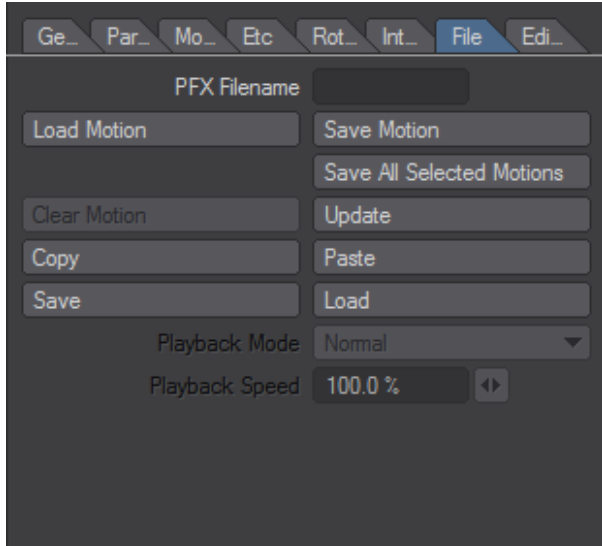 Ge... Par... Mo... Etc Rot... Int... File Edi...
PFX Filename
Load Motion Save Motion
Save All Selected Motions
Clear Motion Update
Copy Paste
Save Load
Playback Mode Normal
Playback Speed 100.0 %